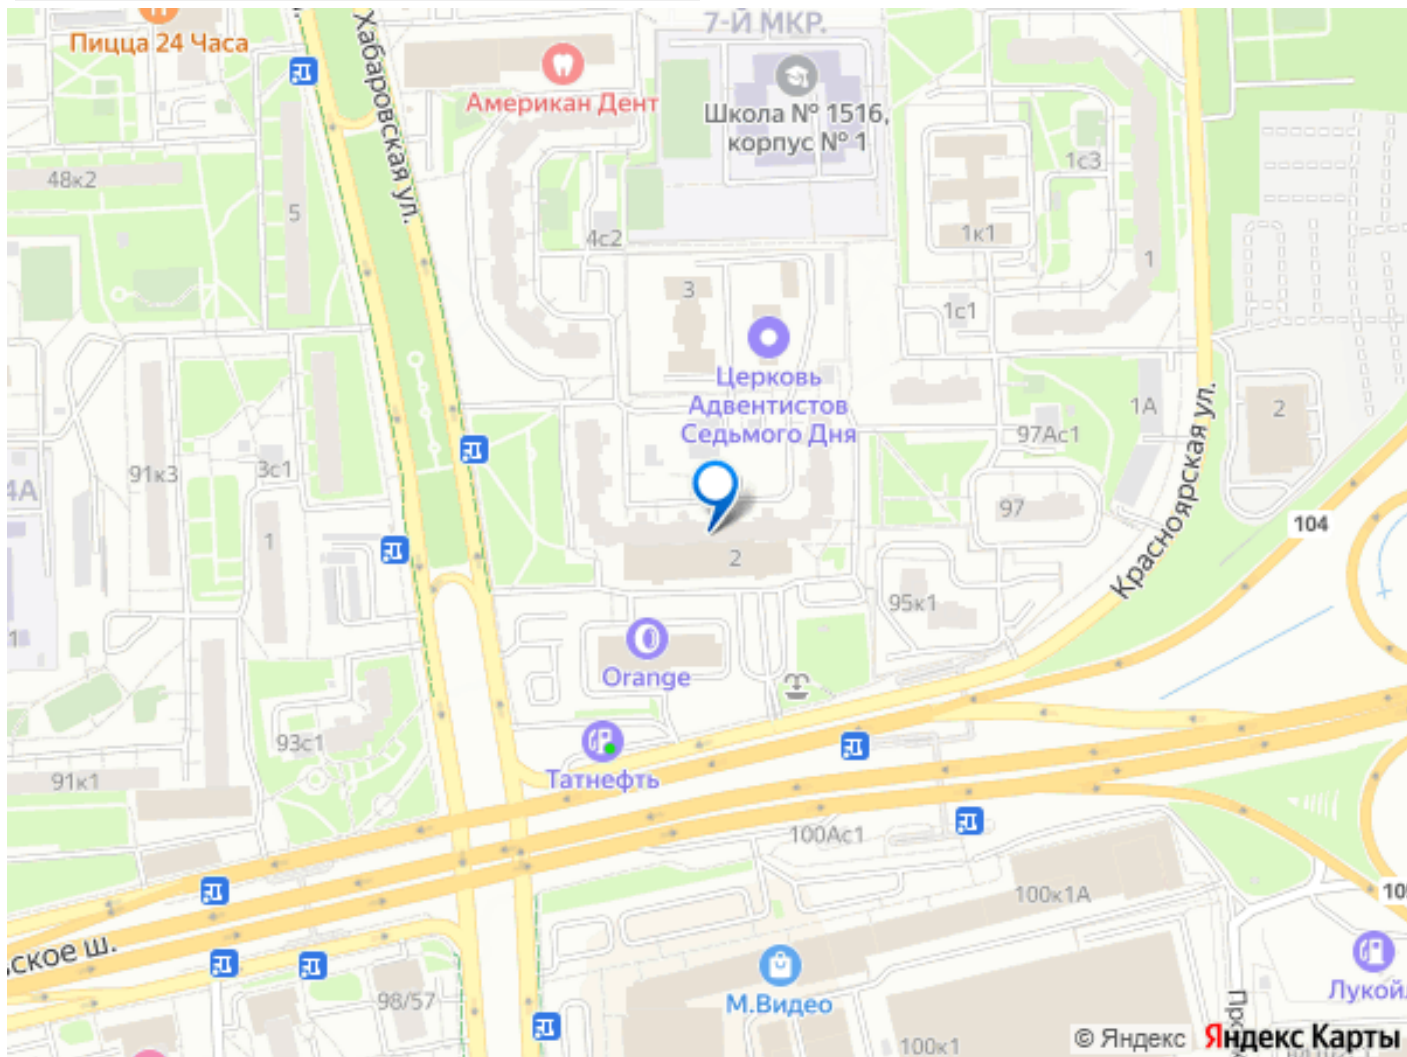 7-Й МКР.
Пицца 24 Часа
Хабаровская ул.
Американ Дент
Школа № 1516,
корпус № 1
48к2
5
4с2
1с3
1к1
1
3
1с1
Церковь
Адвентистов
Седьмого Дня
1А
2
97Ас1
Красноярская ул.
91к3
3с1
4А
97
104
1
2
95к1
1
Orange
93с1
Татнефть
91к1
100Ас1
100к1А
10
ское ш.
98/57
М.Видео
Лукой
100к1
© Яндекс
Яндекс Карты